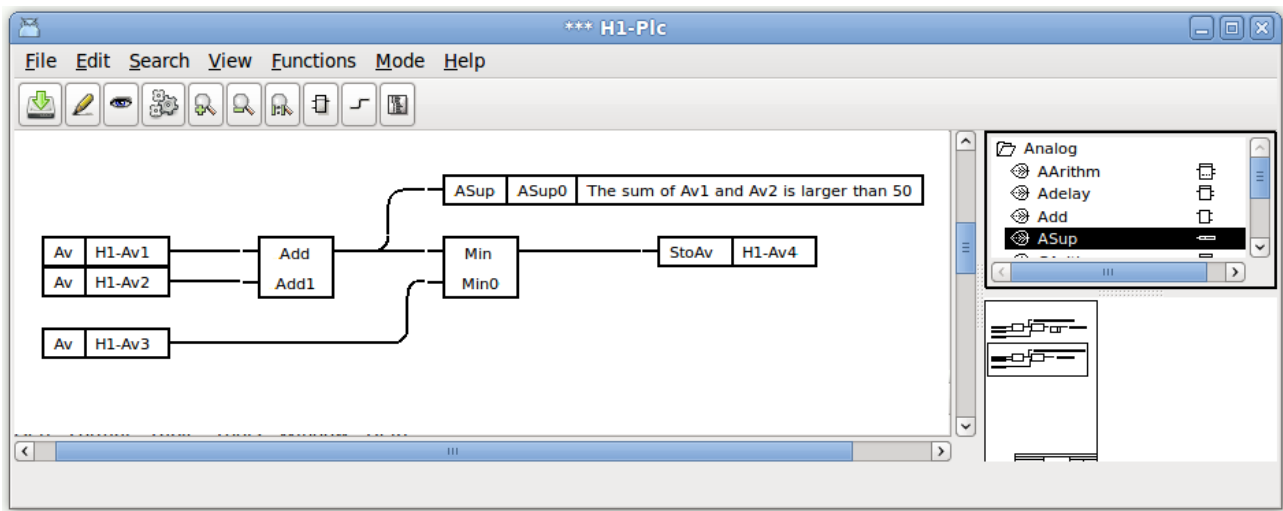 *** H1-Plc
File Edit Search View Functions Mode Help
Analog
AArithm
Adelay
Add
ASup
ASup ASup0 The sum of Av1 and Av2 is larger than 50
Av H1-Av1
Add
Min
StoAv H1-Av4
Av H1-Av2
Add1
Min0
Av H1-Av3